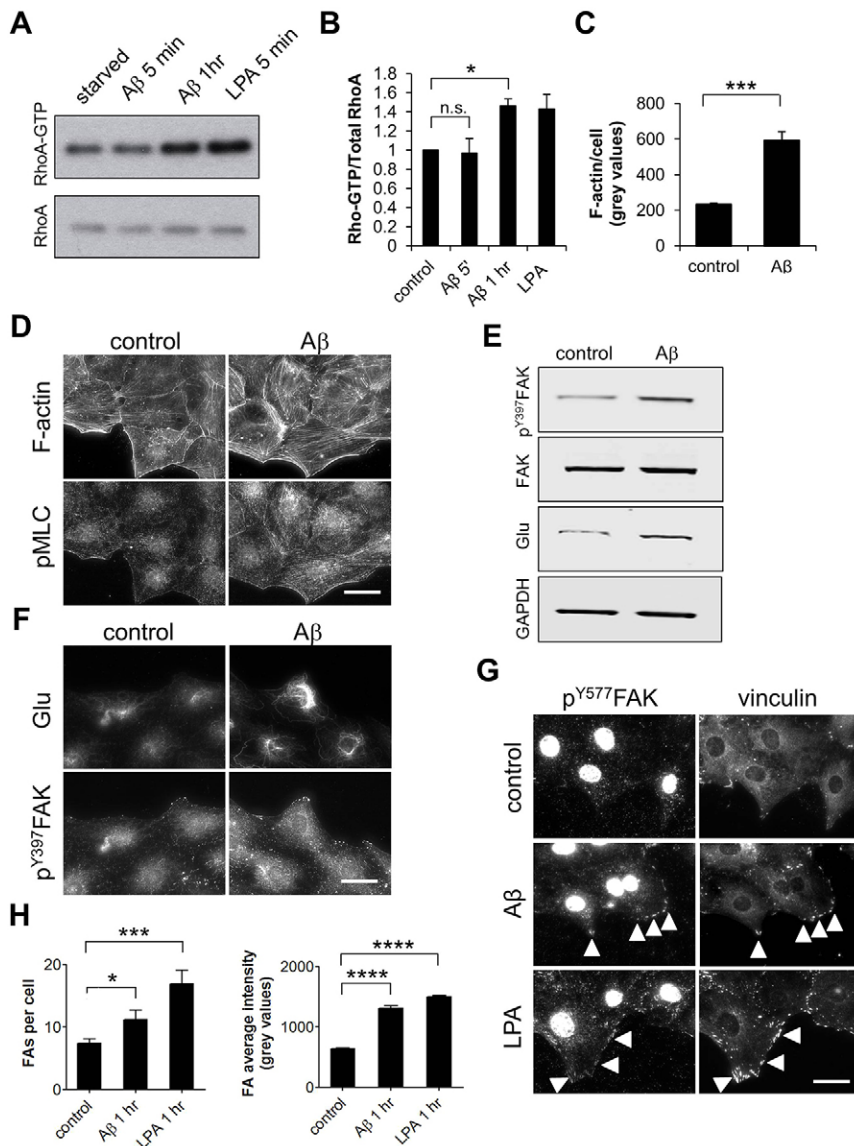 A
starved
Aβ 5 min
Aβ 1hr
LPA 5 min
RhoA-GTP
RhoA
B
Rho-GTP/Total RhoA
1.8
1.6
1.4
1.2
1
0.8
0.6
0.4
0.2
0
n.s.
*
control
Aβ 5'
Aβ 1 hr
LPA
C
F-actin/cell
(grey values)
800
600
400
200
0
***
control
Aβ
D
control
Aβ
F-actin
pMLC
E
control
Aβ
pY397FAK
FAK
Glu
GAPDH
F
control
Aβ
Glu
pY397FAK
G
pY577FAK
vinculin
control
Aβ
LPA
H
FAs per cell
20
10
0
***
*
control
Aβ 1 hr
LPA 1 hr
FA average intensity
(grey values)
2000
1000
0
****
****
control
Aβ 1 hr
LPA 1 hr